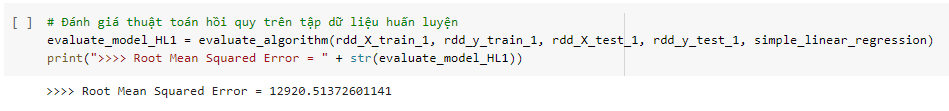 [ ] # Đánh giá thuật toán hồi quy trên tập dữ liệu huấn luyện
evaluate_model_HL1 = evaluate_algorithm(rdd_X_train_1, rdd_y_train_1, rdd_X_test_1, rdd_y_test_1, simple_linear_regression)
print(">>>> Root Mean Squared Error = " + str(evaluate_model_HL1))
>>>> Root Mean Squared Error = 12920.51372601141